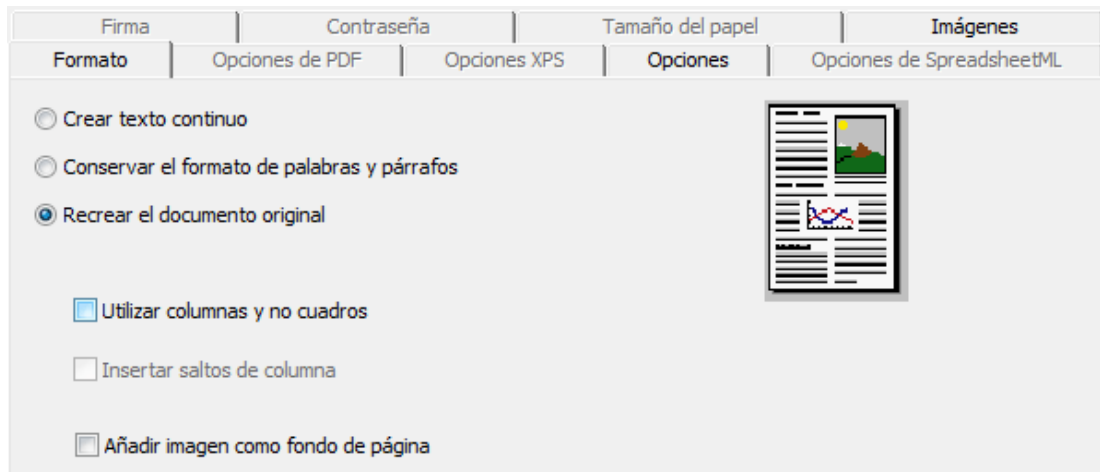 Firma Contraseña Tamaño del papel Imágenes
Formato Opciones de PDF Opciones XPS Opciones Opciones de SpreadsheetML
Crear texto continuo
Conservar el formato de palabras y párrafos
Recrear el documento original
Utilizar columnas y no cuadros
Insertar saltos de columna
Añadir imagen como fondo de página